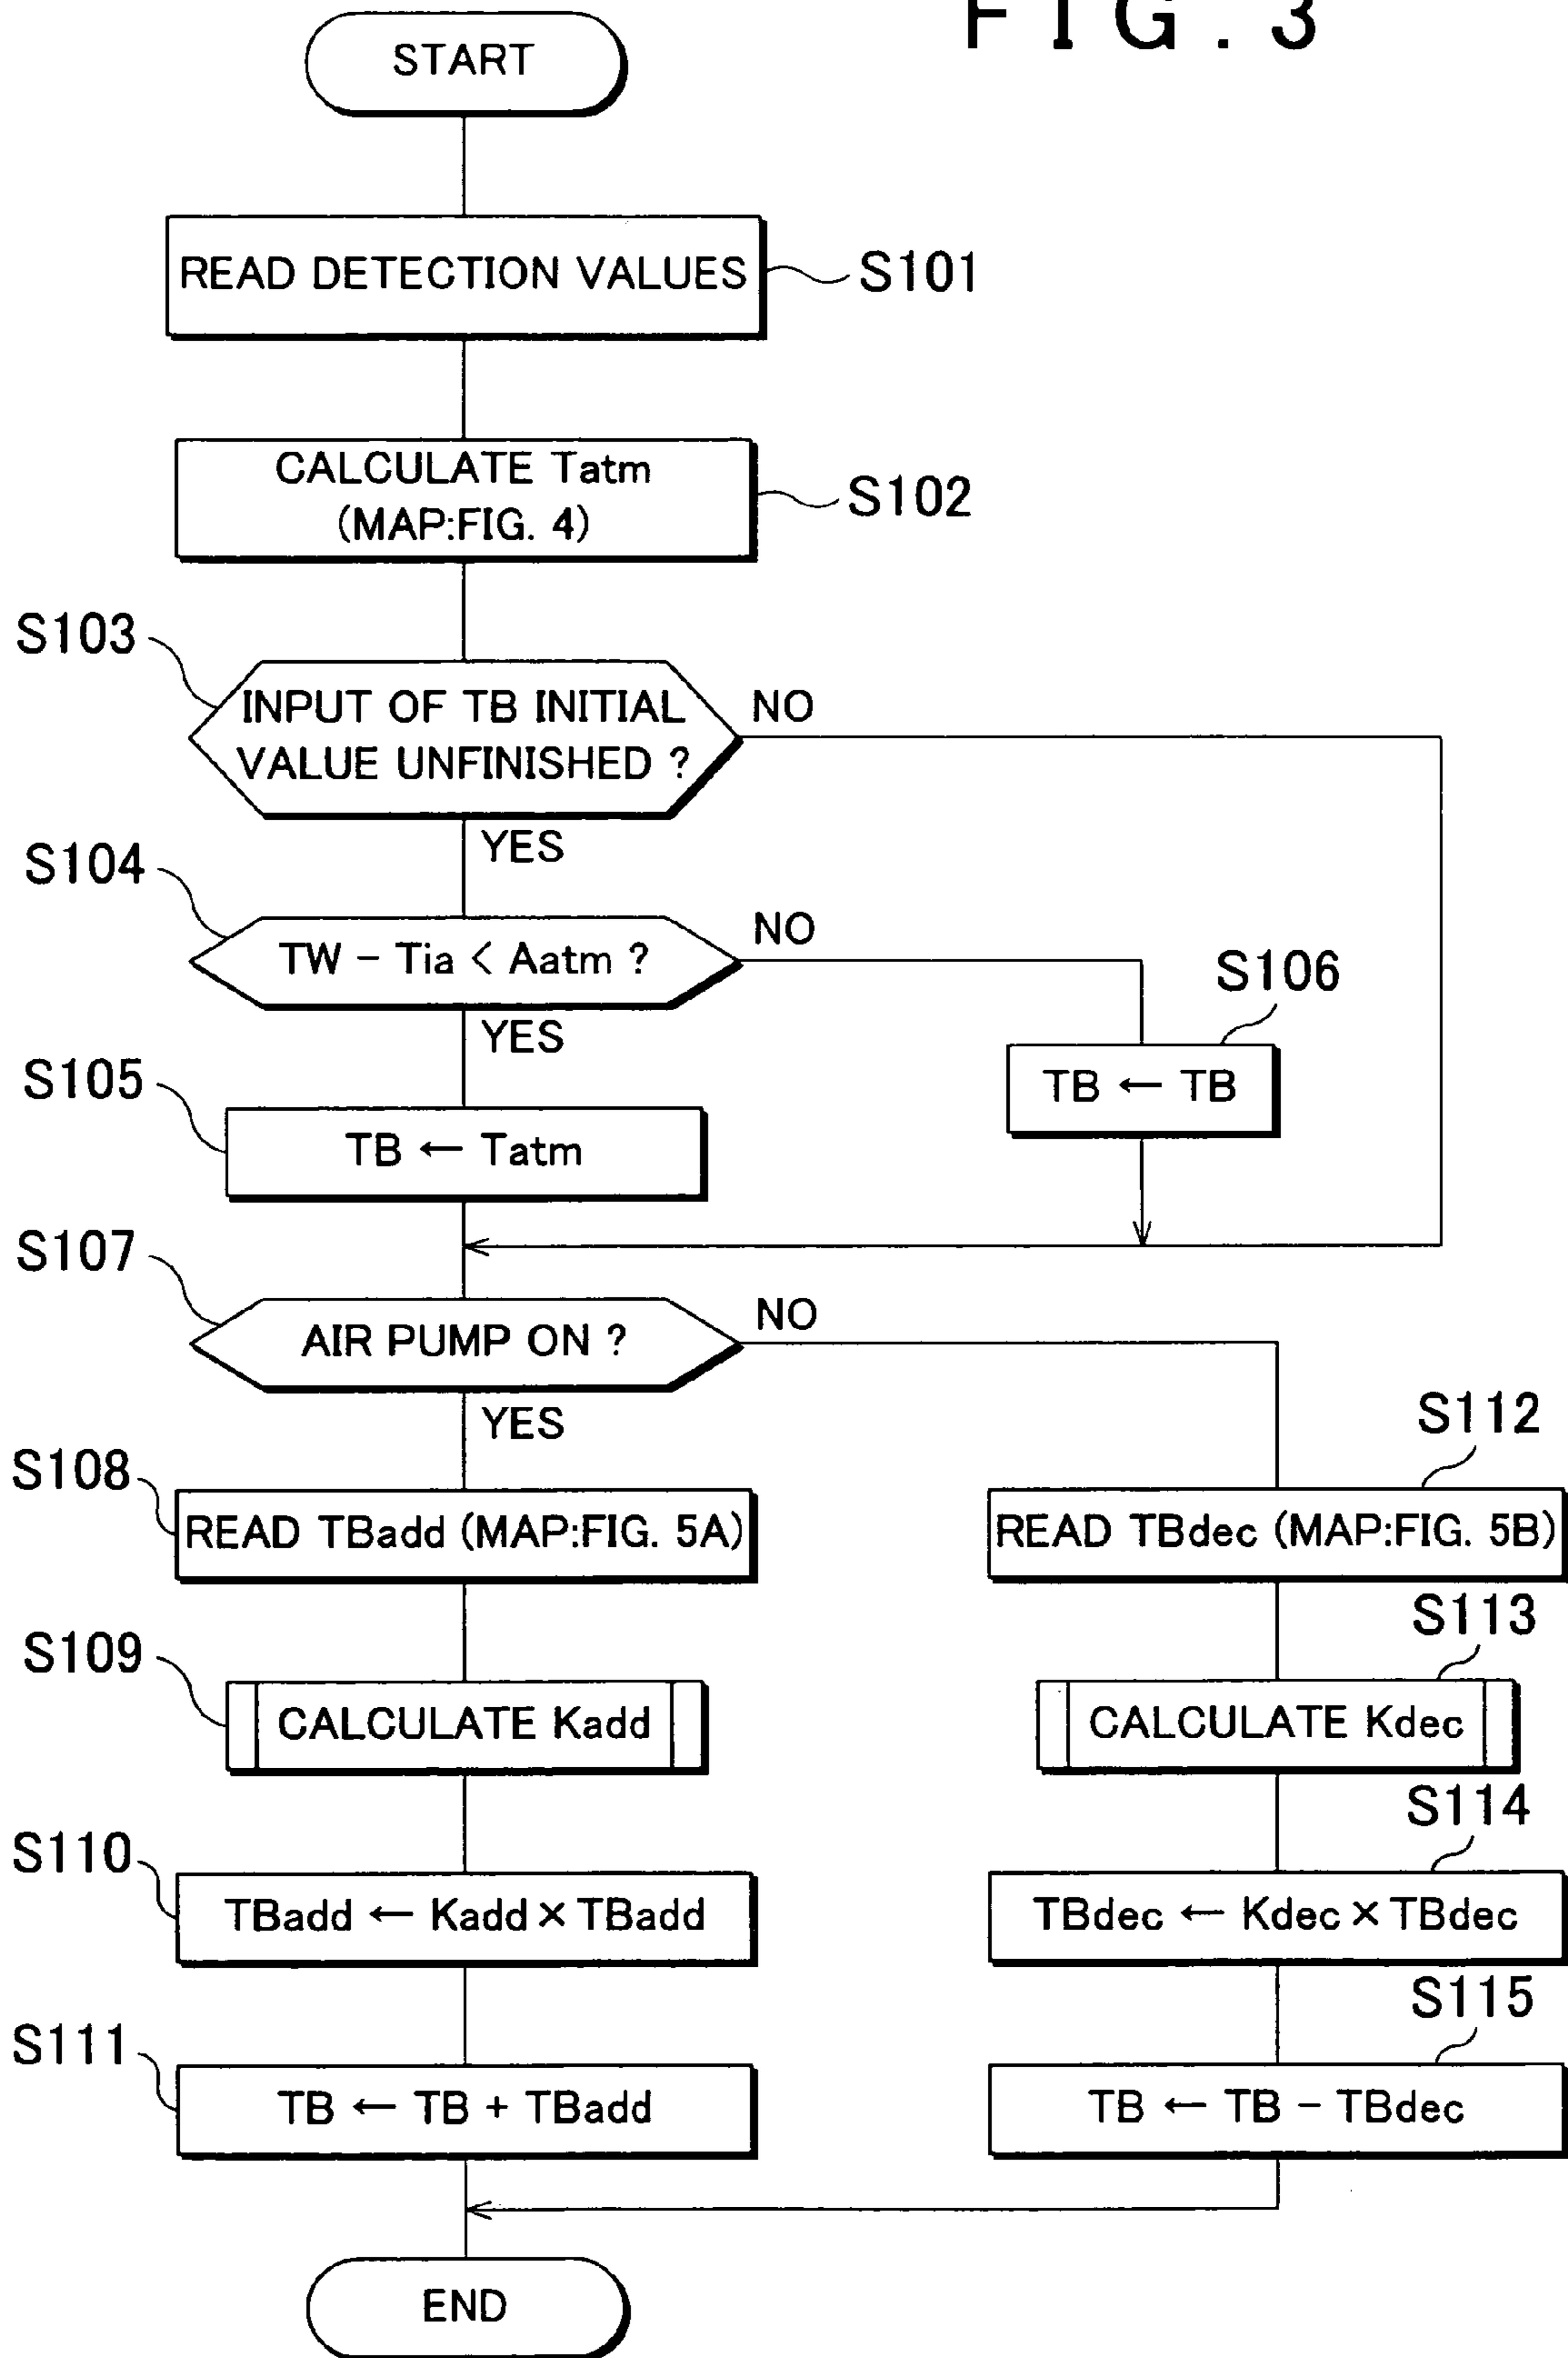 FIG. 3
START
READ DETECTION VALUES
S101
CALCULATE Tatm
(MAP:FIG. 4)
S102
S103
INPUT OF TB INITIAL
VALUE UNFINISHED ?
NO
YES
S104
TW - Tia < Aatm ?
NO
YES
S106
TB ← TB
S105
TB ← Tatm
S107
AIR PUMP ON ?
NO
YES
S108
READ TBadd (MAP:FIG. 5A)
S112
READ TBdec (MAP:FIG. 5B)
S109
CALCULATE Kadd
S113
CALCULATE Kdec
S110
TBadd ← Kadd × TBadd
S114
TBdec ← Kdec × TBdec
S111
TB ← TB + TBadd
S115
TB ← TB - TBdec
END